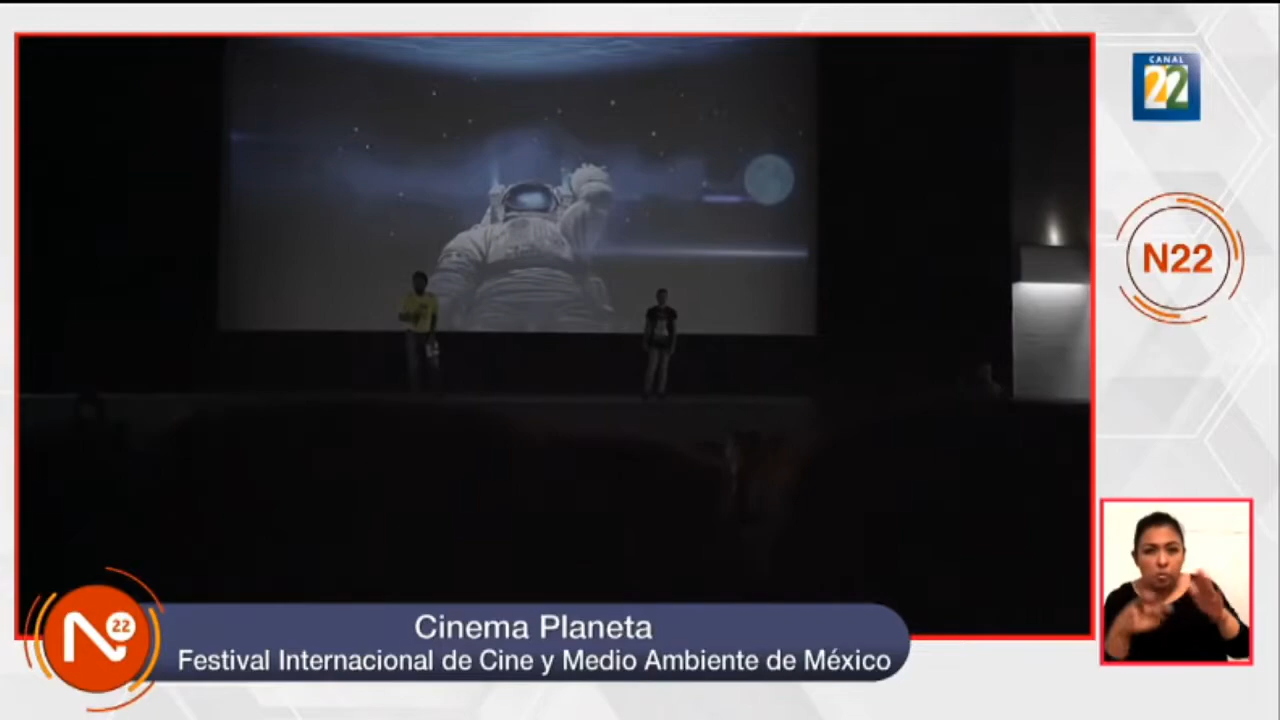 CANAL
22
N22
N22
Cinema Planeta
Festival Internacional de Cine y Medio Ambiente de México